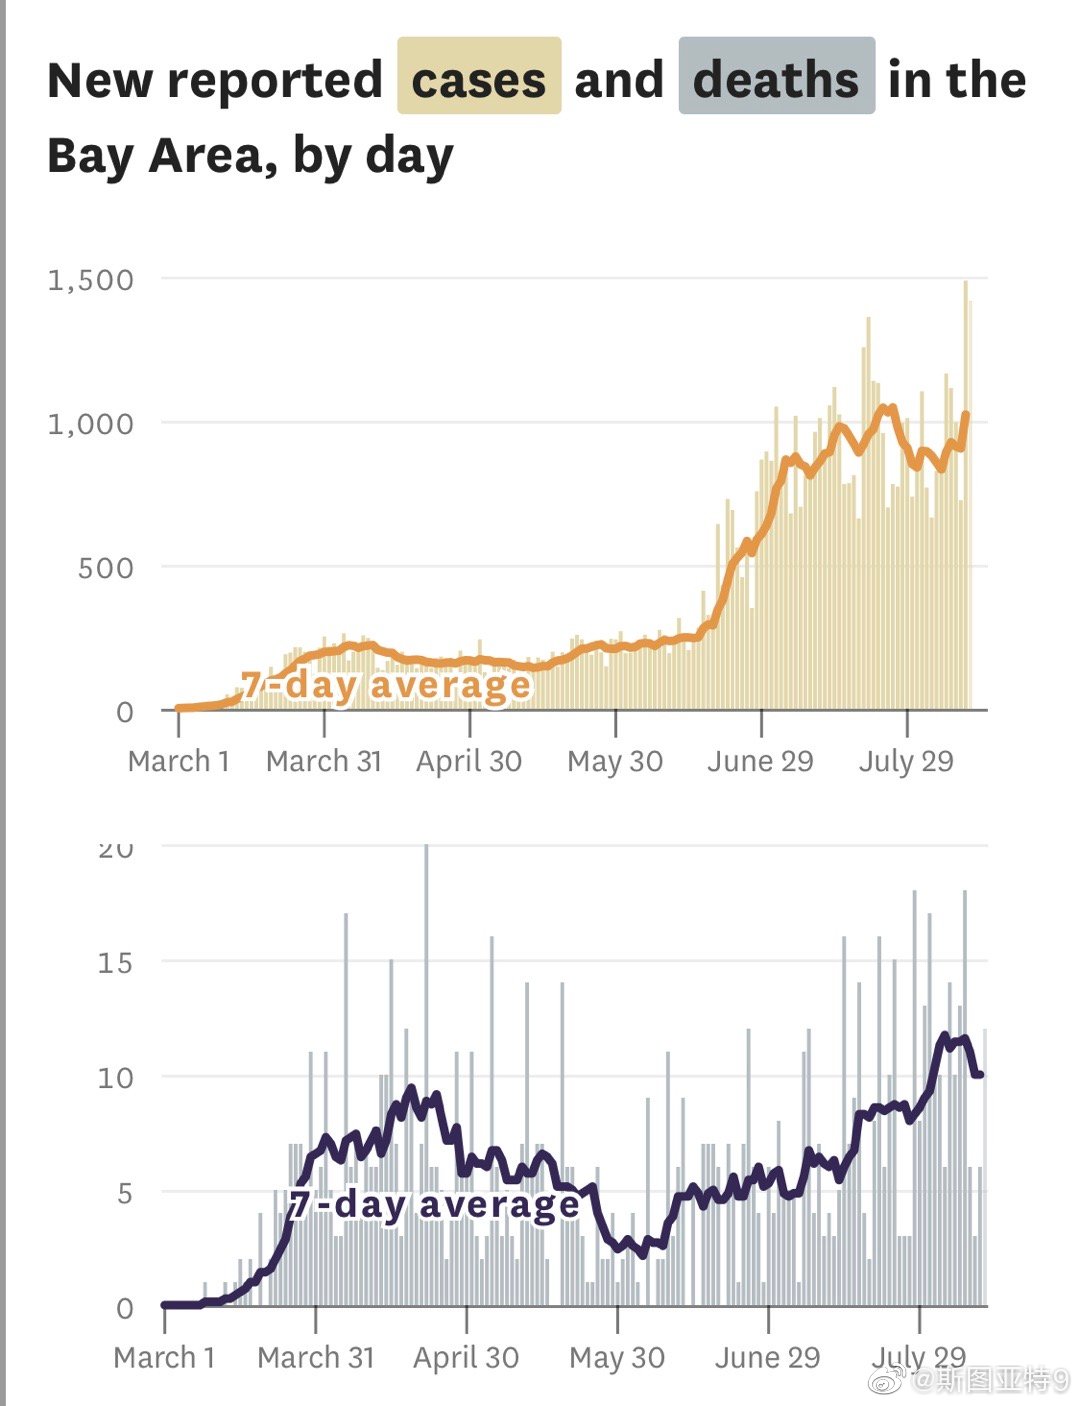 New reported cases and deaths in the
Bay Area, by day
1,500
1,000
500
0
7-day average
March 1 March 31 April 30 May 30 June 29 July 29
20
15
10
5
0
7-day average
March 1 March 31 April 30 May 30 June 29 July 29
@斯图亚特9